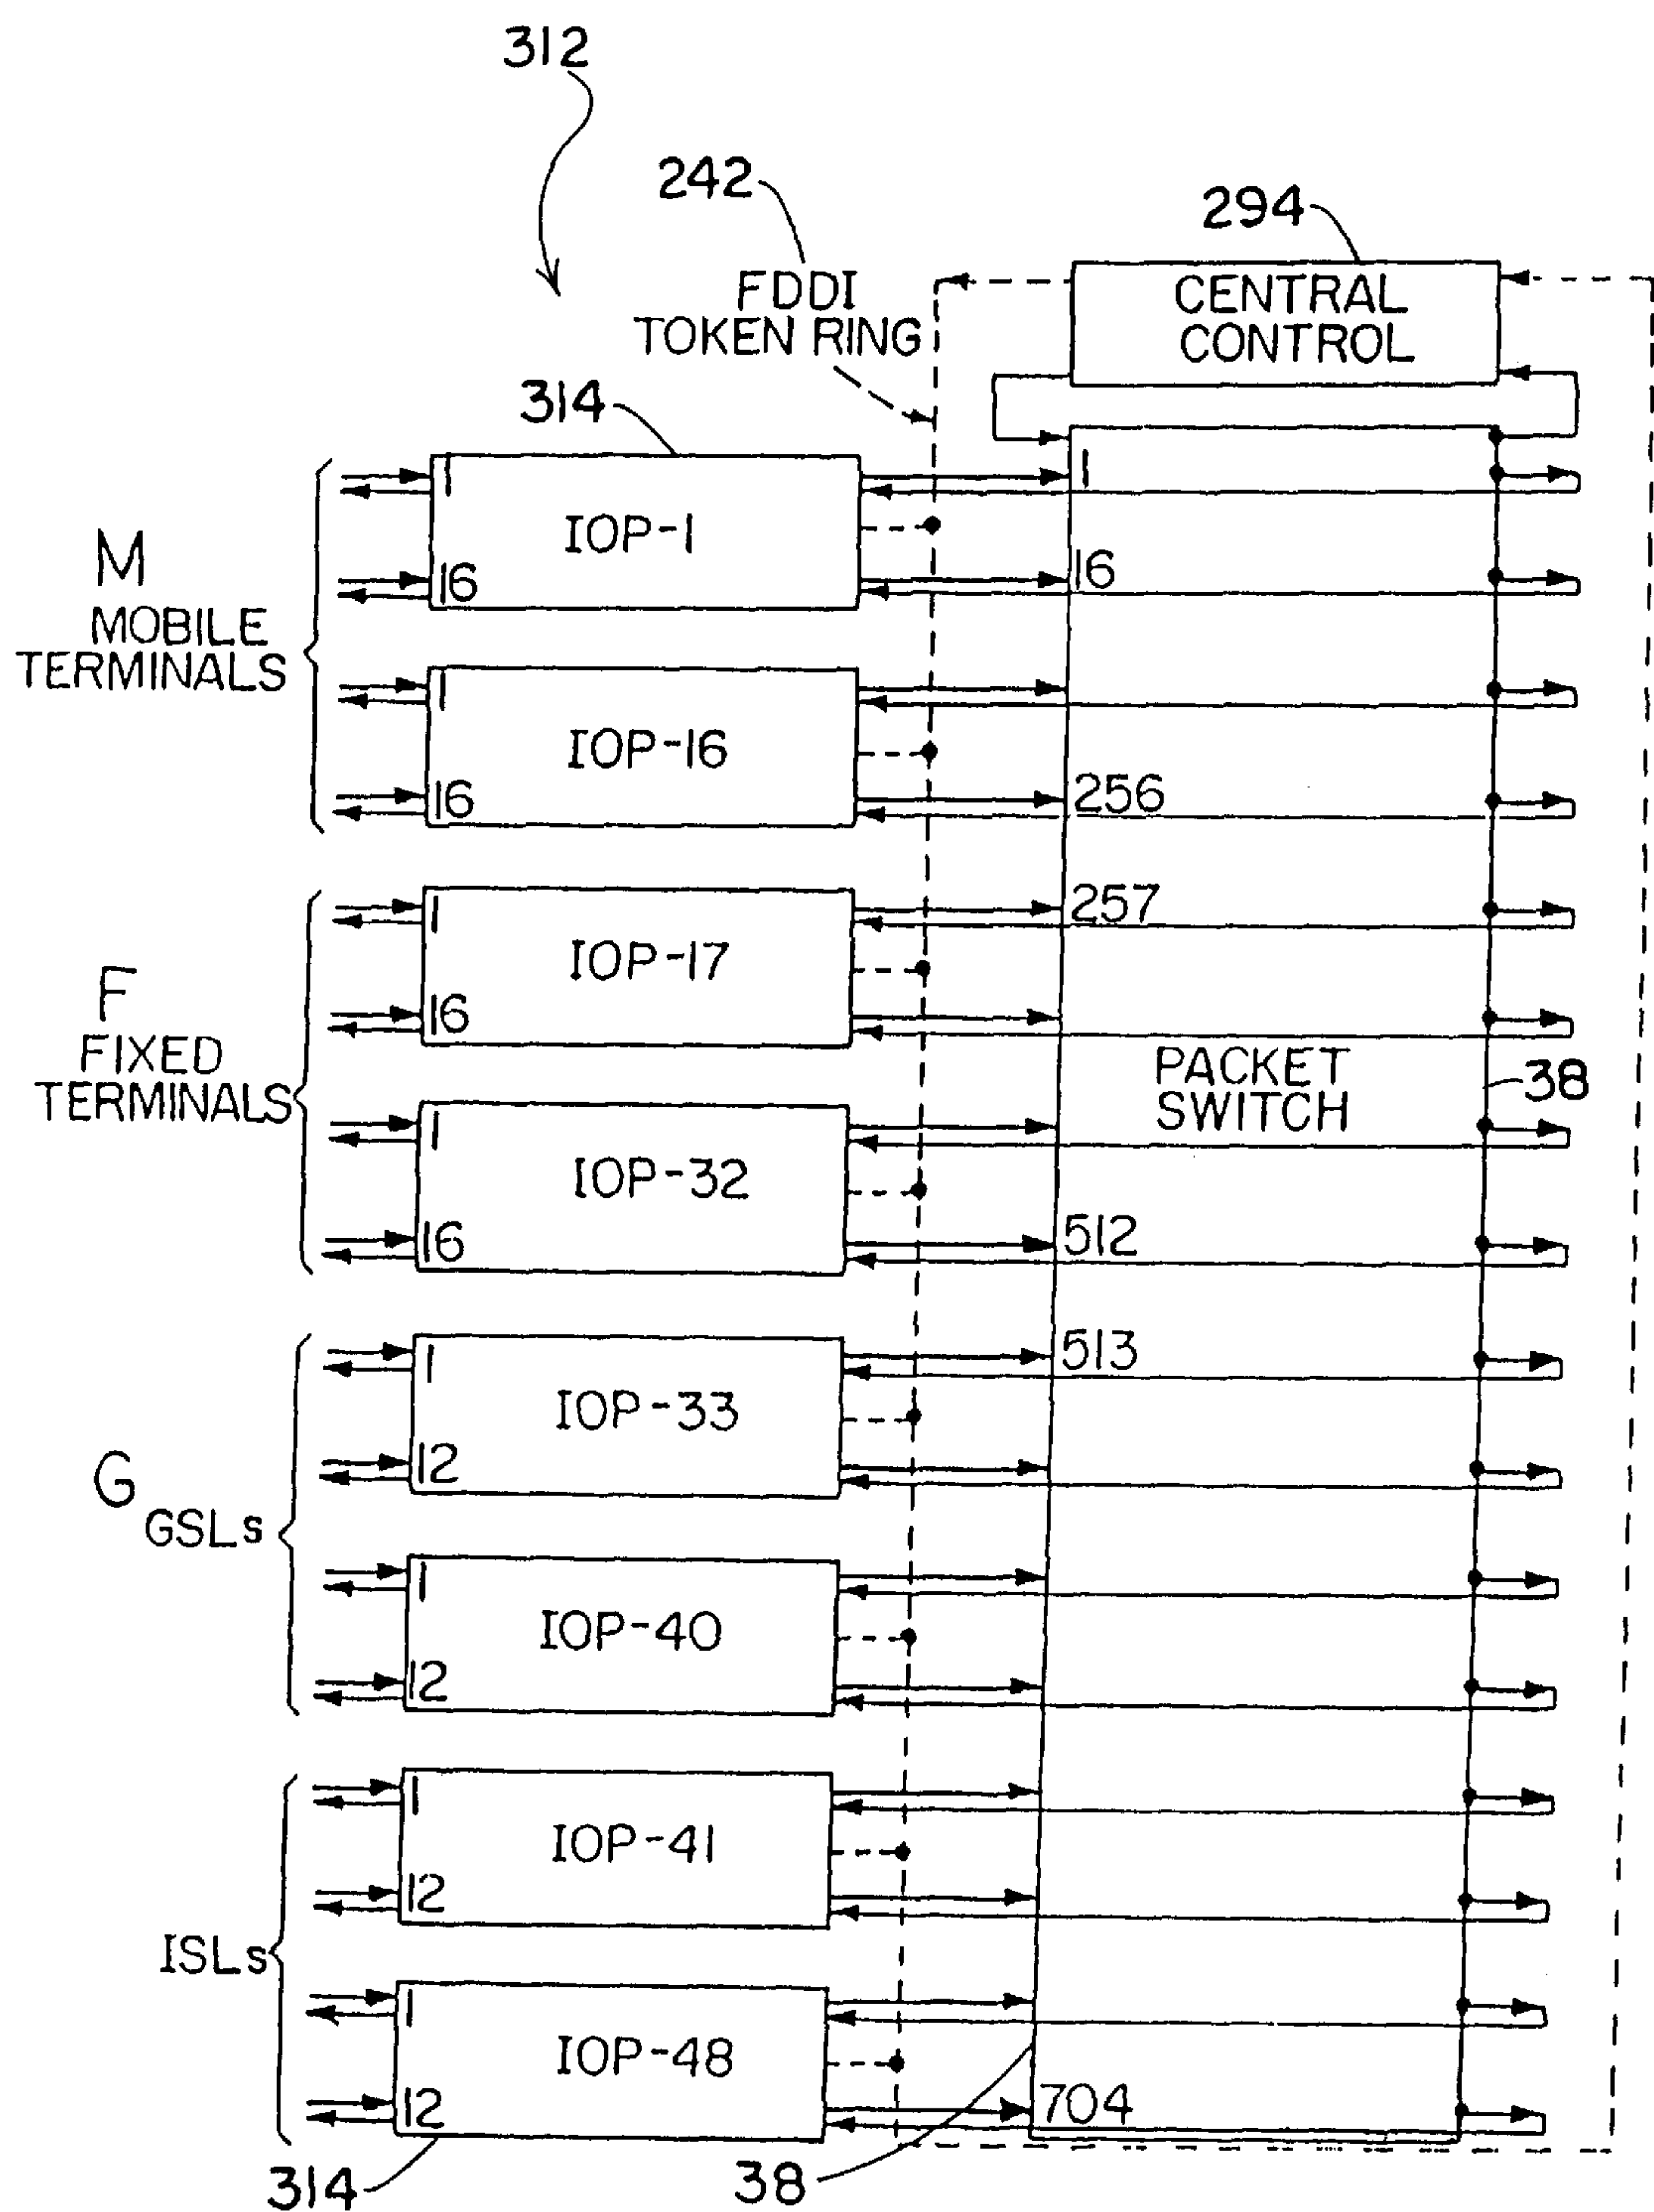 312
242
294
FDDI
TOKEN RING
CENTRAL
CONTROL
314
1
IOP-1
16
1
16
M
MOBILE
TERMINALS
1
IOP-16
16
256
F
FIXED
TERMINALS
1
IOP-17
16
257
PACKET
SWITCH
38
1
IOP-32
16
512
G
GSLs
1
IOP-33
12
513
1
IOP-40
12
ISLs
1
IOP-41
12
1
IOP-48
12
704
314
38